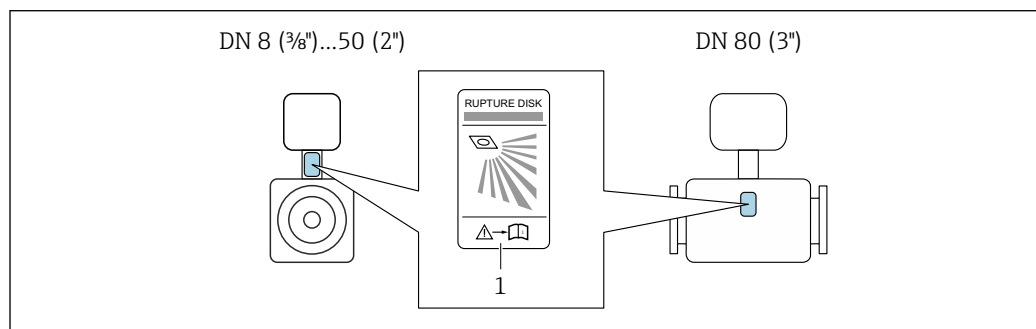 DN 8 (⅜")...50 (2")
DN 80 (3")
RUPTURE DISK
1